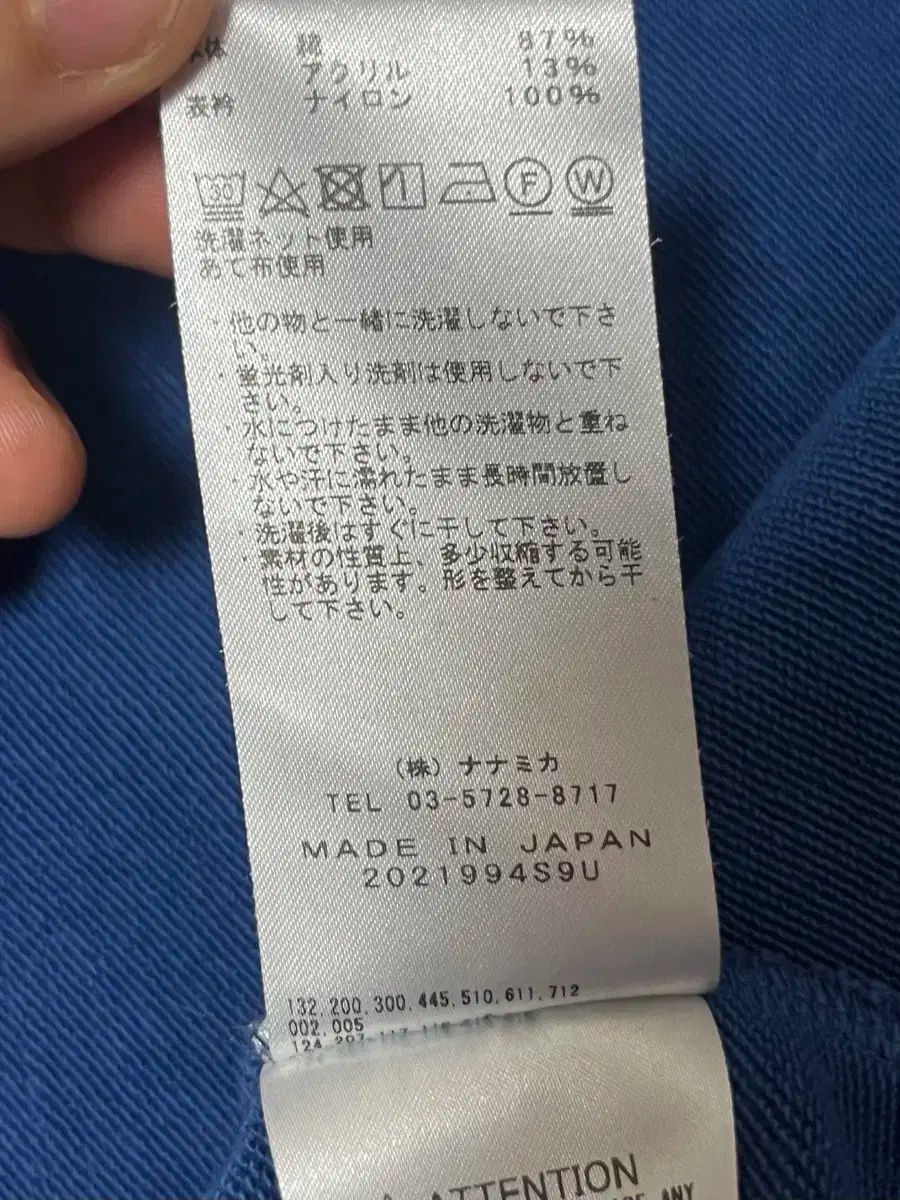 体 綿 87%
アクリル 13%
表衿 ナイロン 100%
30 F W
洗濯ネット使用
あて布使用
・他の物と一緒に洗濯しないで下さ
い。
・蛍光剤入り洗剤は使用しないで下
さい。
・水につけたまま他の洗濯物と重ね
ないで下さい。
・水や汗に濡れたまま長時間放置し
ないで下さい。
・洗濯後はすぐに干して下さい。
・素材の性質上、多少収縮する可能
性があります。形を整えてから干
して下さい。
（株）ナナミカ
TEL 03-5728-8717
MADE IN JAPAN
2021994S9U
132,200,300,445,510,611,712
002,005
124
ATTENTION
ANY